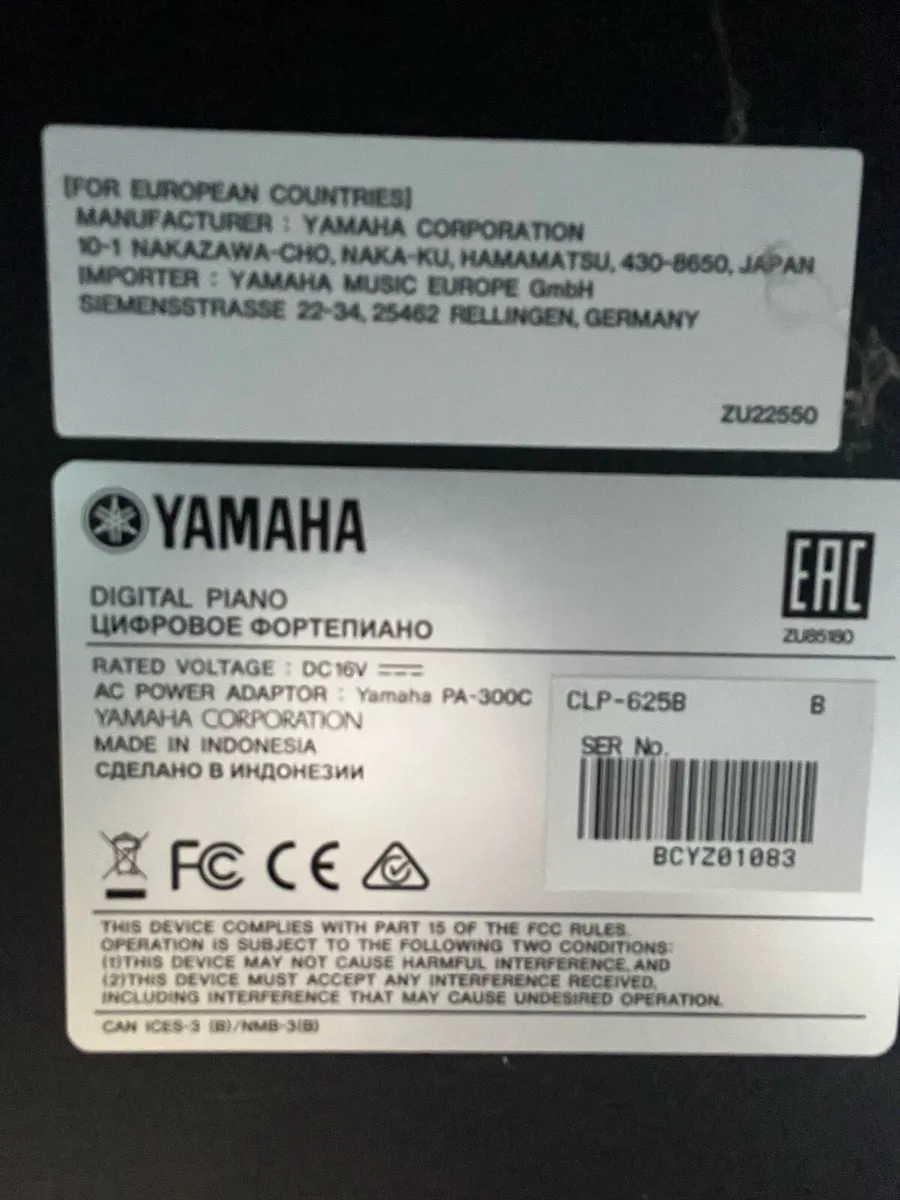 [FOR EUROPEAN COUNTRIES]
MANUFACTURER : YAMAHA CORPORATION
10-1 NAKAZAWA-CHO, NAKA-KU, HAMAMATSU, 430-8650, JAPAN
IMPORTER : YAMAHA MUSIC EUROPE GmbH
SIEMENSSTRASSE 22-34, 25462 RELLINGEN, GERMANY
ZU22550
YAMAHA
EAC
DIGITAL PIANO
ЦИФРОВОЕ ФОРТЕПИАНО
ZU85180
RATED VOLTAGE : DC16V
AC POWER ADAPTOR : Yamaha PA-300C
YAMAHA CORPORATION
MADE IN INDONESIA
СДЕЛАНО В ИНДОНЕЗИИ
CLP-625B B
SER No.
BCYZ01083
FC CE
THIS DEVICE COMPLIES WITH PART 15 OF THE FCC RULES.
OPERATION IS SUBJECT TO THE FOLLOWING TWO CONDITIONS:
(1)THIS DEVICE MAY NOT CAUSE HARMFUL INTERFERENCE, AND
(2)THIS DEVICE MUST ACCEPT ANY INTERFERENCE RECEIVED,
INCLUDING INTERFERENCE THAT MAY CAUSE UNDESIRED OPERATION.
CAN ICES-3 (B)/NMB-3(B)